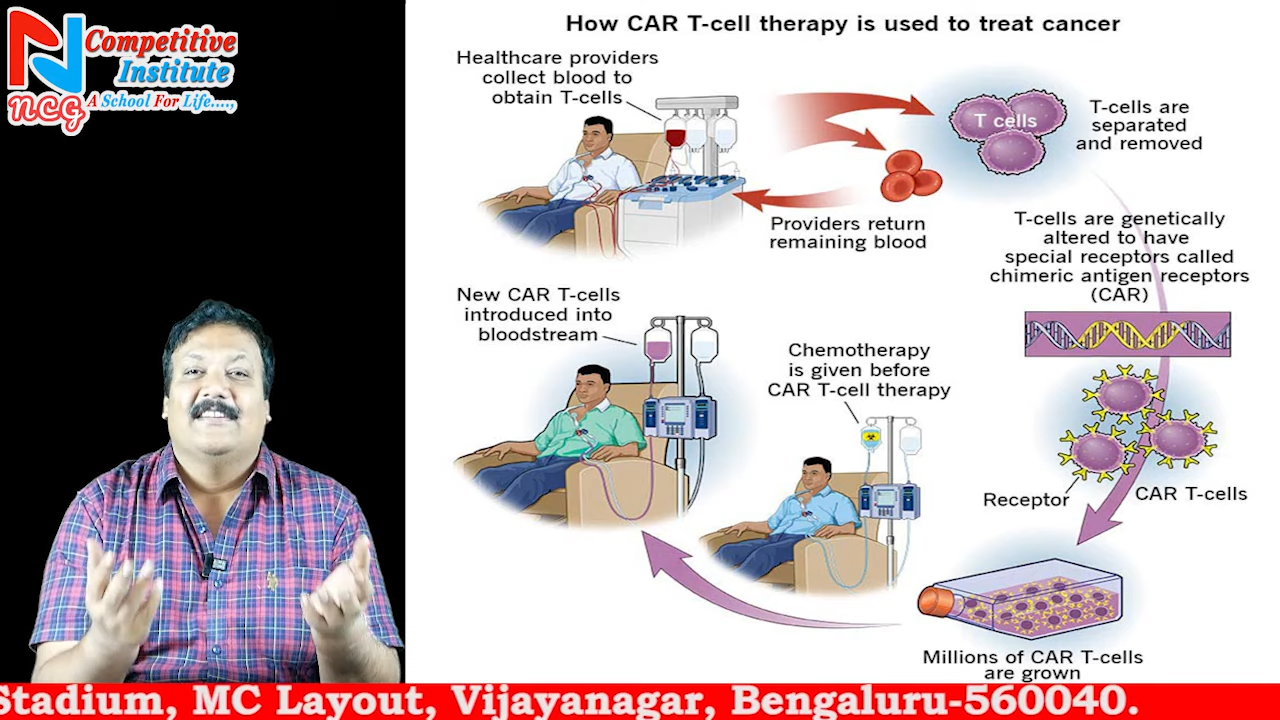 Competitive
Institute
ncg A School For Life....,
How CAR T-cell therapy is used to treat cancer
Healthcare providers
collect blood to
obtain T-cells
T cells
T-cells are
separated
and removed
Providers return
remaining blood
T-cells are genetically
altered to have
special receptors called
chimeric antigen receptors
(CAR)
New CAR T-cells
introduced into
bloodstream
Chemotherapy
is given before
CAR T-cell therapy
Receptor
CAR T-cells
Millions of CAR T-cells
are grown
Stadium, MC Layout, Vijayanagar, Bengaluru-560040.